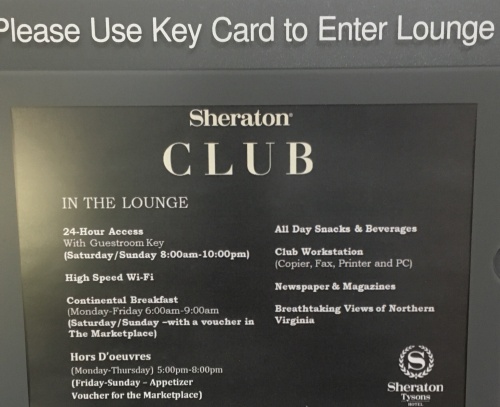 Please Use Key Card to Enter Lounge
Sheraton
CLUB
IN THE LOUNGE
24-Hour Access
With Guestroom Key
(Saturday/Sunday 8:00am-10:00pm)
High Speed Wi-Fi
Continental Breakfast
(Monday-Friday 6:00am-9:00am
(Saturday/Sunday –with a voucher in
The Marketplace)
Hors D'oeuvres
(Monday-Thursday) 5:00pm-8:00pm
(Friday-Sunday – Appetizer
Voucher for the Marketplace)
All Day Snacks & Beverages
Club Workstation
(Copier, Fax, Printer and PC)
Newspaper & Magazines
Breathtaking Views of Northern
Virginia
S
Sheraton
Tysons
HOTEL